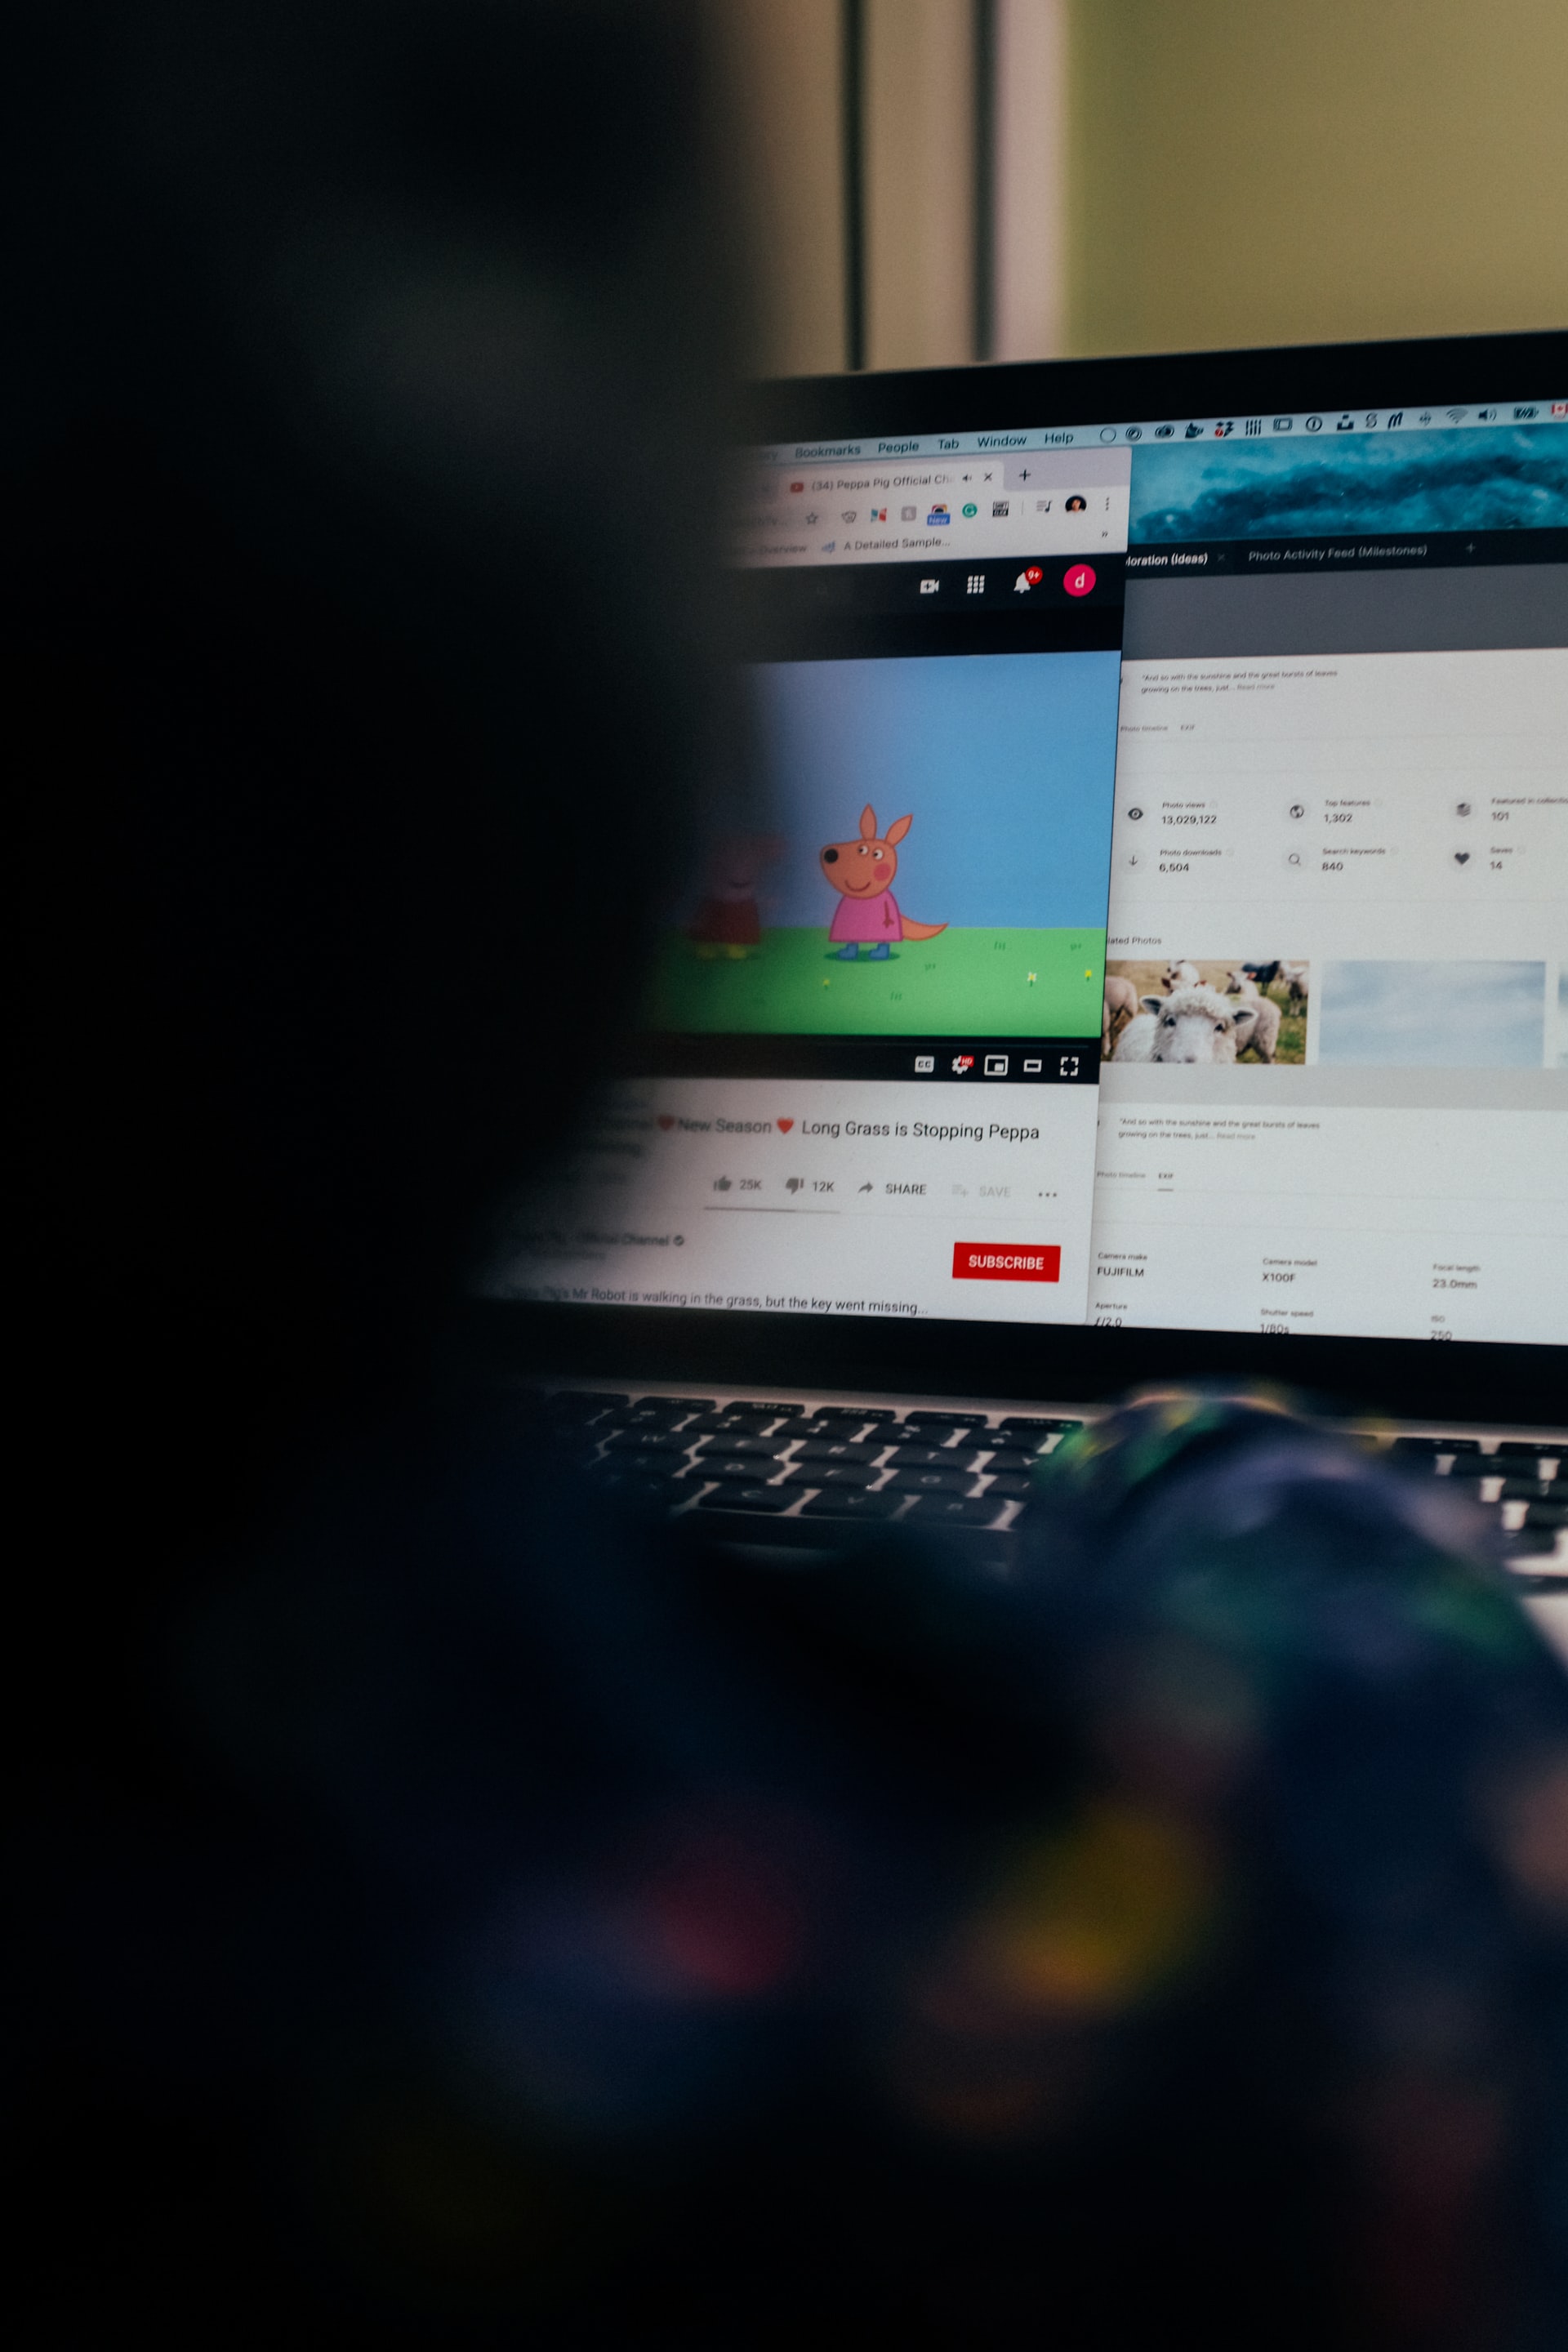 Bookmarks People Tab Window Help
(34) Peppa Pig Official Ch
New
Overview A Detailed Sample...
9+ d
loration (Ideas) Photo Activity Feed (Milestones)
"And so with the sunshine and the great bursts of leaves
growing on the trees, just... Read more
Photo timeline EXIF
Photo views Top features Featured in collectio
13,029,122 1,302 101
Photo downloads Search keywords Saves
6,504 840 14
lated Photos
CC HD
New Season ❤ Long Grass is Stopping Peppa
25K 12K SHARE SAVE ...
Official Channel
SUBSCRIBE
Pig's Mr Robot is walking in the grass, but the key went missing...
"And so with the sunshine and the great bursts of leaves
growing on the trees, just... Read more
Photo timeline EXIF
Camera make Camera model Focal length
FUJIFILM X100F 23.0mm
Aperture Shutter speed ISO
f/2.0 1/80s 250